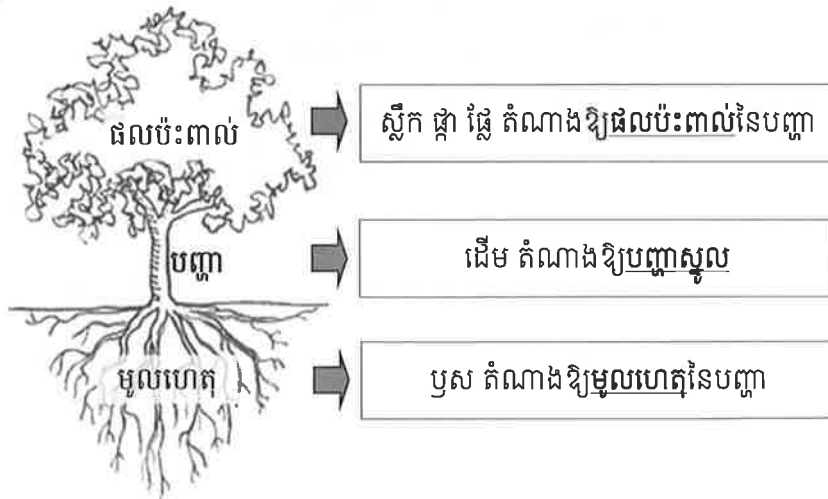 ផលប៉ះពាល់
ស្លឹក ផ្កា ផ្លែ តំណាងឱ្យផលប៉ះពាល់នៃបញ្ហា
បញ្ហា
ដើម តំណាងឱ្យបញ្ហាស្នូល
មូលហេតុ
ឫស តំណាងឱ្យមូលហេតុនៃបញ្ហា